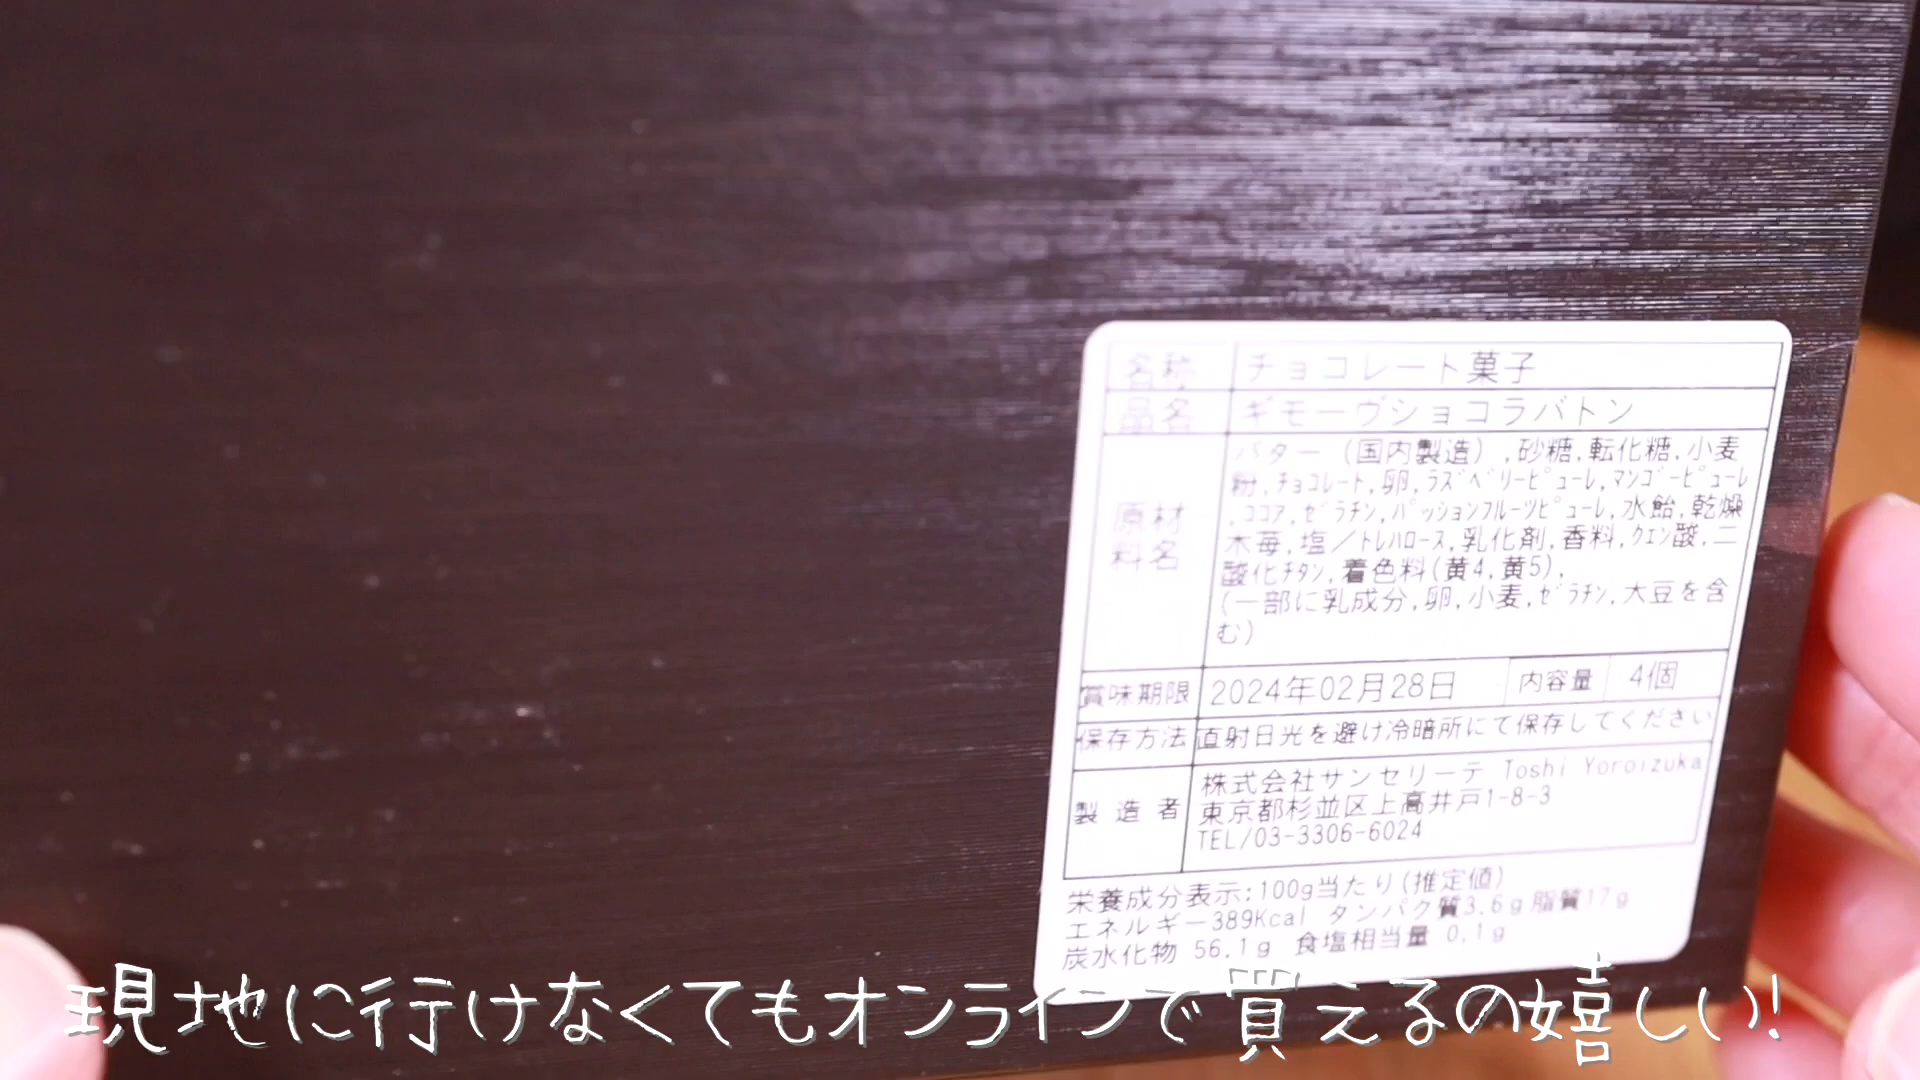 名称 チョコレート菓子
品名 ギモーヴショコラバトン
原材料名
バター（国内製造）,砂糖,転化糖,小麦
粉,チョコレート,卵,ラズベリーピューレ,マンゴーピューレ
,ココア,ゼラチン,パッションフルーツピューレ,水飴,乾燥
木苺,塩／トレハロース,乳化剤,香料,クエン酸,二
酸化チタン,着色料(黄4,黄5),
(一部に乳成分,卵,小麦,ゼラチン,大豆を含
む)
賞味期限 2024年02月28日 内容量 4個
保存方法 直射日光を避け冷暗所にて保存してください
製造者
株式会社サンセリーテ Toshi Yoroizuka
東京都杉並区上高井戸1-8-3
TEL/03-3306-6024
栄養成分表示:100g当たり(推定値)
エネルギー389Kcal タンパク質3.6g 脂質17g
炭水化物 56.1g 食塩相当量 0.1g
現地に行けなくてもオンラインで買えるの嬉しい!